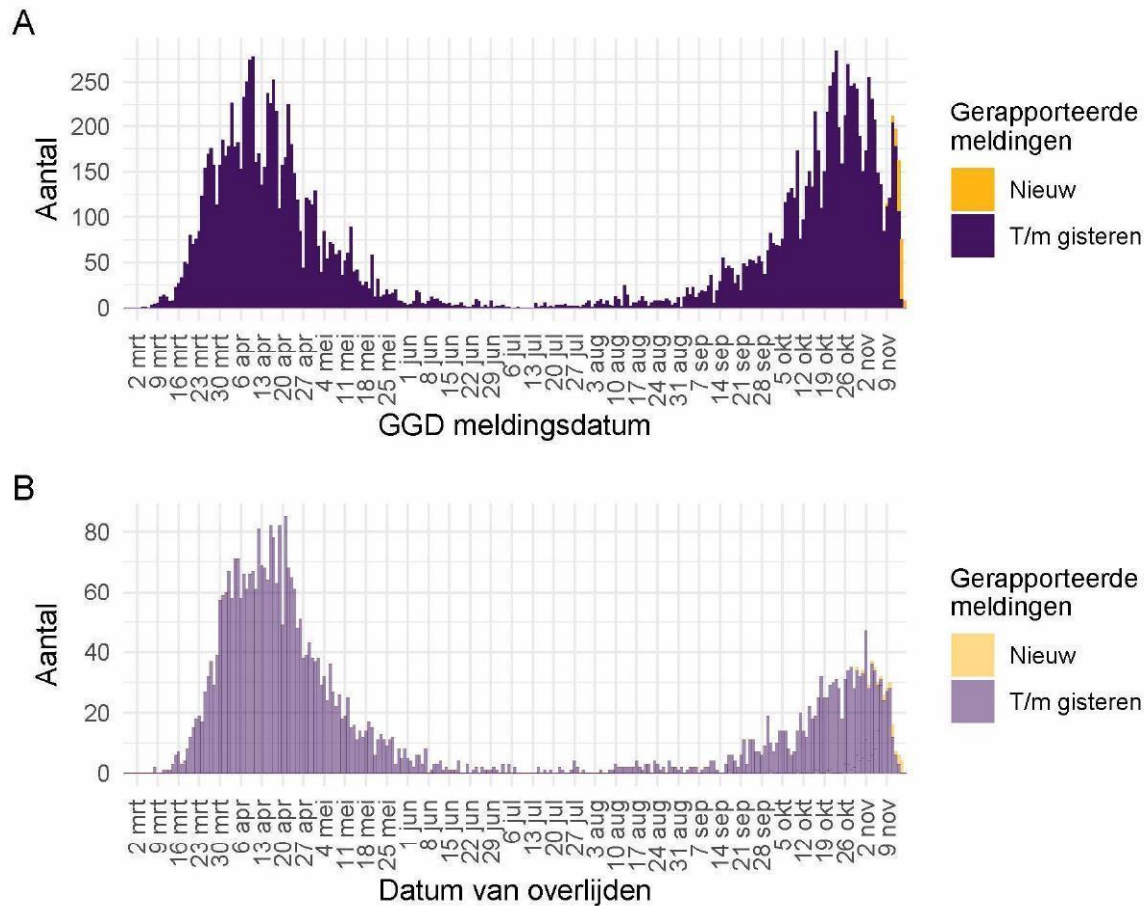 A
Aantal
250
200
150
100
50
0
2 mrt
9 mrt
16 mrt
23 mrt
30 mrt
6 apr
13 apr
20 apr
27 apr
4 mei
11 mei
18 mei
25 mei
1 jun
8 jun
15 jun
22 jun
29 jun
6 jul
13 jul
20 jul
27 jul
3 aug
10 aug
17 aug
24 aug
31 aug
7 sep
14 sep
21 sep
28 sep
5 okt
12 okt
19 okt
26 okt
2 nov
9 nov
GGD meldingsdatum
Gerapporteerde
meldingen
Nieuw
T/m gisteren
B
Aantal
80
60
40
20
0
2 mrt
9 mrt
16 mrt
23 mrt
30 mrt
6 apr
13 apr
20 apr
27 apr
4 mei
11 mei
18 mei
25 mei
1 jun
8 jun
15 jun
22 jun
29 jun
6 jul
13 jul
20 jul
27 jul
3 aug
10 aug
17 aug
24 aug
31 aug
7 sep
14 sep
21 sep
28 sep
5 okt
12 okt
19 okt
26 okt
2 nov
9 nov
Datum van overlijden
Gerapporteerde
meldingen
Nieuw
T/m gisteren